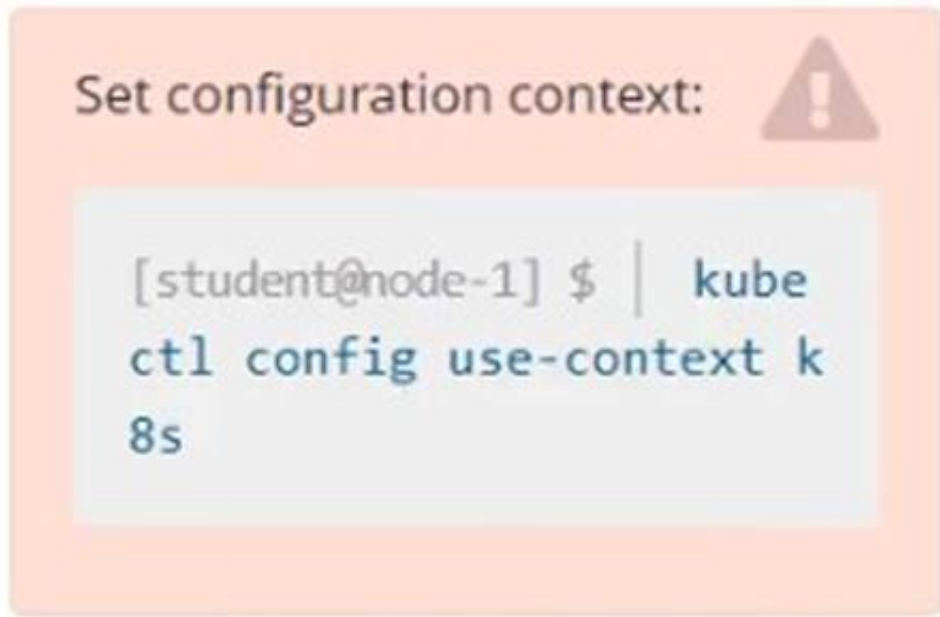 Set configuration context:
[student@node-1] $ | kube
ctl config use-context k
8s